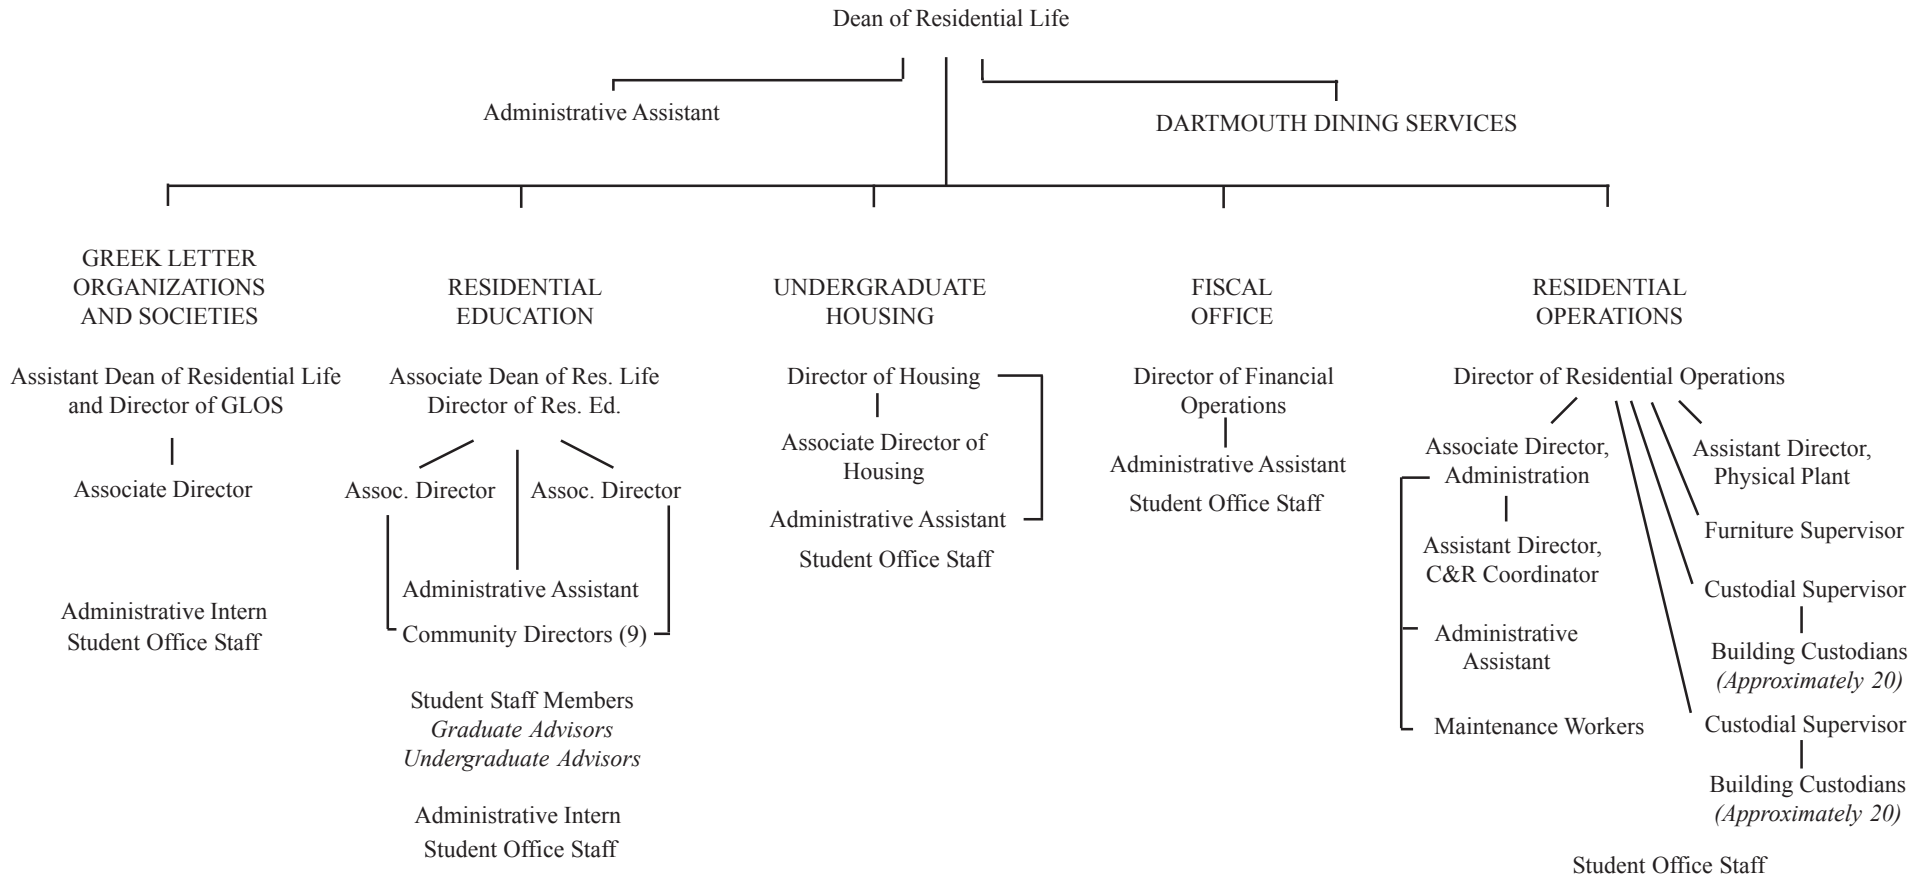 Dean of Residential Life
Administrative Assistant
DARTMOUTH DINING SERVICES
GREEK LETTER
ORGANIZATIONS
AND SOCIETIES
Assistant Dean of Residential Life
and Director of GLOS
Associate Director
Administrative Intern
Student Office Staff
RESIDENTIAL
EDUCATION
Associate Dean of Res. Life
Director of Res. Ed.
Assoc. Director
Assoc. Director
Administrative Assistant
Community Directors (9)
Student Staff Members
Graduate Advisors
Undergraduate Advisors
Administrative Intern
Student Office Staff
UNDERGRADUATE
HOUSING
Director of Housing
Associate Director of
Housing
Administrative Assistant
Student Office Staff
FISCAL
OFFICE
Director of Financial
Operations
Administrative Assistant
Student Office Staff
RESIDENTIAL
OPERATIONS
Director of Residential Operations
Associate Director,
Administration
Assistant Director,
C&R Coordinator
Administrative
Assistant
Maintenance Workers
Assistant Director,
Physical Plant
Furniture Supervisor
Custodial Supervisor
Building Custodians
(Approximately 20)
Custodial Supervisor
Building Custodians
(Approximately 20)
Student Office Staff